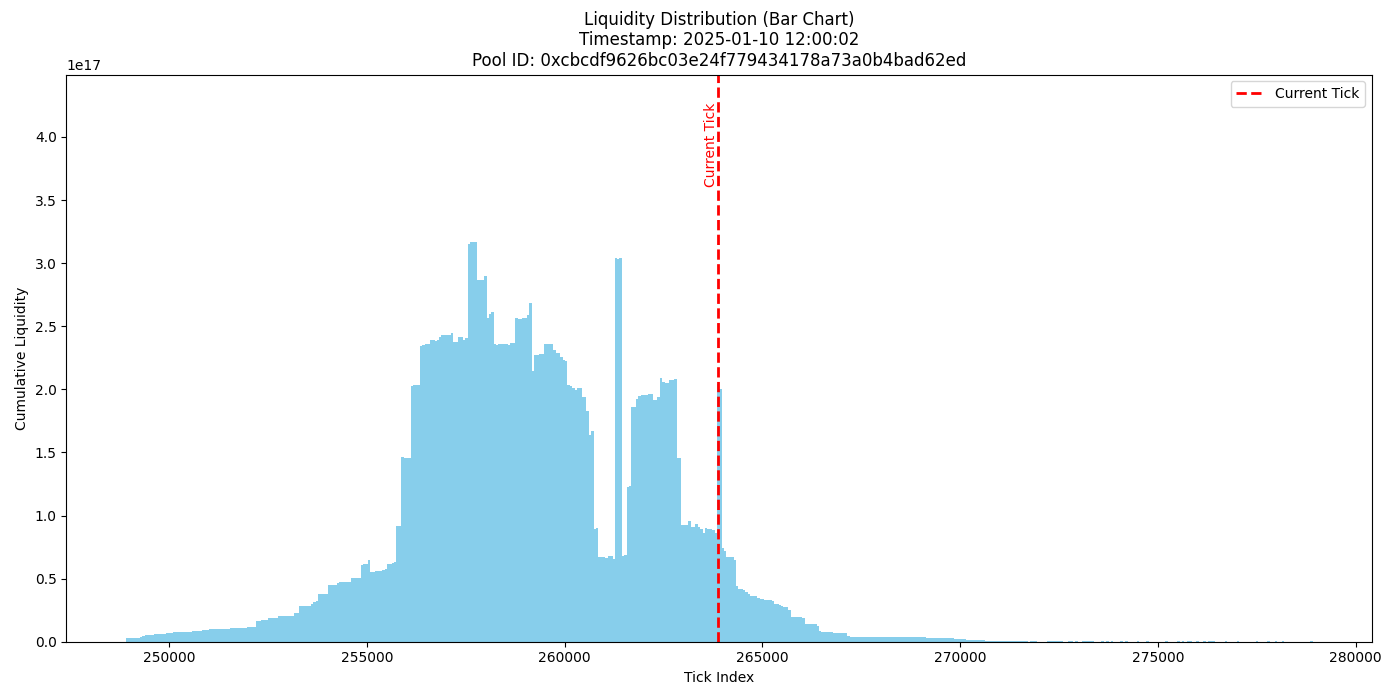 Liquidity Distribution (Bar Chart)
Timestamp: 2025-01-10 12:00:02
Pool ID: 0xcbcdf9626bc03e24f779434178a73a0b4bad62ed
1e17
Current Tick
Current Tick
4.0
3.5
3.0
2.5
2.0
1.5
1.0
0.5
0.0
Cumulative Liquidity
250000
255000
260000
265000
270000
275000
280000
Tick Index